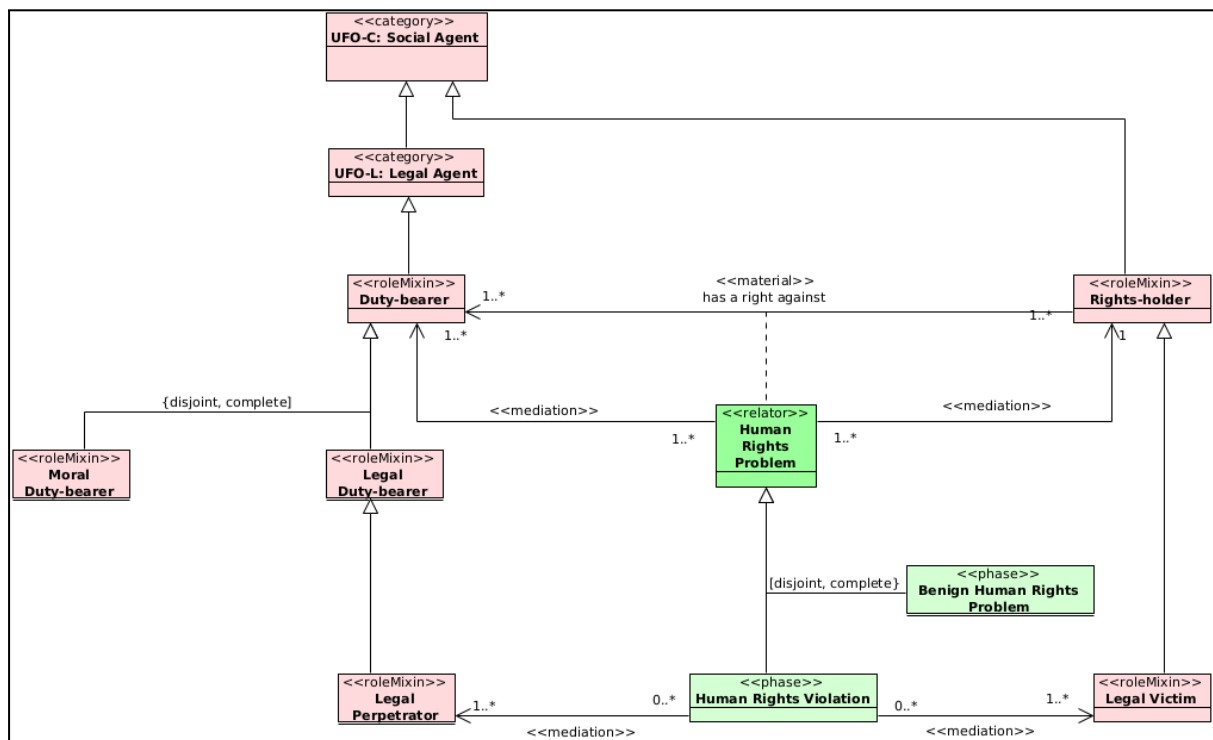 <<category>>
UFO-C: Social Agent
<<category>>
UFO-L: Legal Agent
<<roleMixin>>
Duty-bearer
<<material>>
has a right against
<<roleMixin>>
Rights-holder
1..*
1..*
1..*
1
{disjoint, complete]
<<mediation>>
<<relator>>
Human
Rights
Problem
<<mediation>>
1..*
1..*
<<roleMixin>>
Moral
Duty-bearer
<<roleMixin>>
Legal
Duty-bearer
[disjoint, complete}
<<phase>>
Benign Human Rights
Problem
<<roleMixin>>
Legal
Perpetrator
1..*
0..*
<<phase>>
Human Rights Violation
0..*
1..*
<<roleMixin>>
Legal Victim
<<mediation>>
<<mediation>>